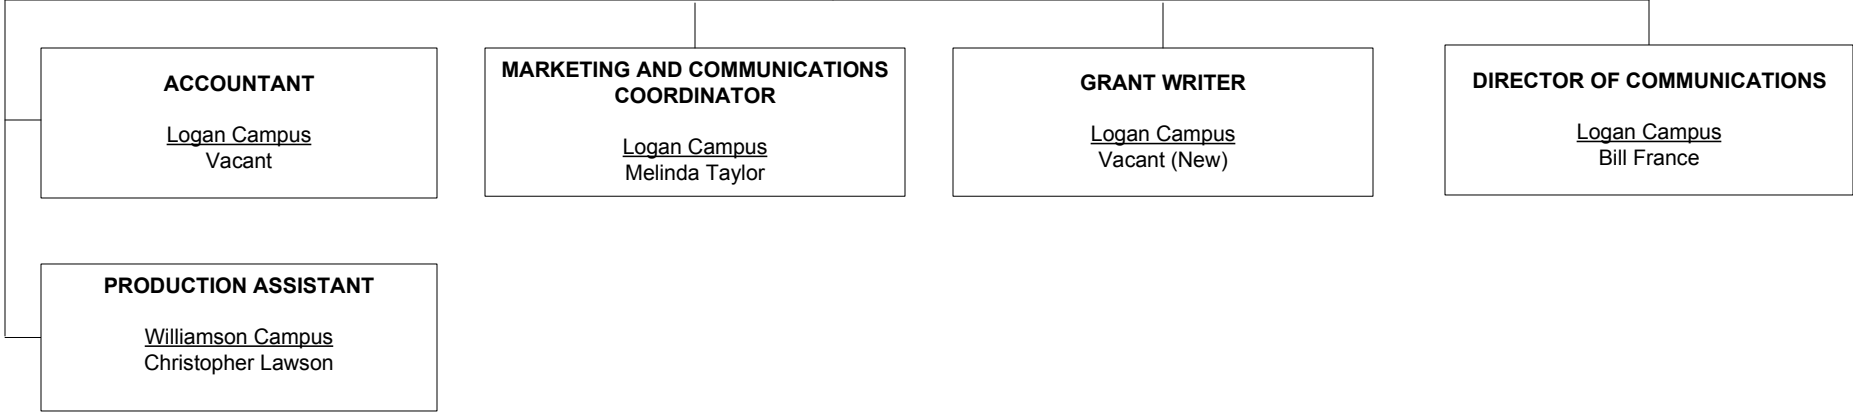 ACCOUNTANT
Logan Campus
Vacant
MARKETING AND COMMUNICATIONS
COORDINATOR
Logan Campus
Melinda Taylor
GRANT WRITER
Logan Campus
Vacant (New)
DIRECTOR OF COMMUNICATIONS
Logan Campus
Bill France
PRODUCTION ASSISTANT
Williamson Campus
Christopher Lawson